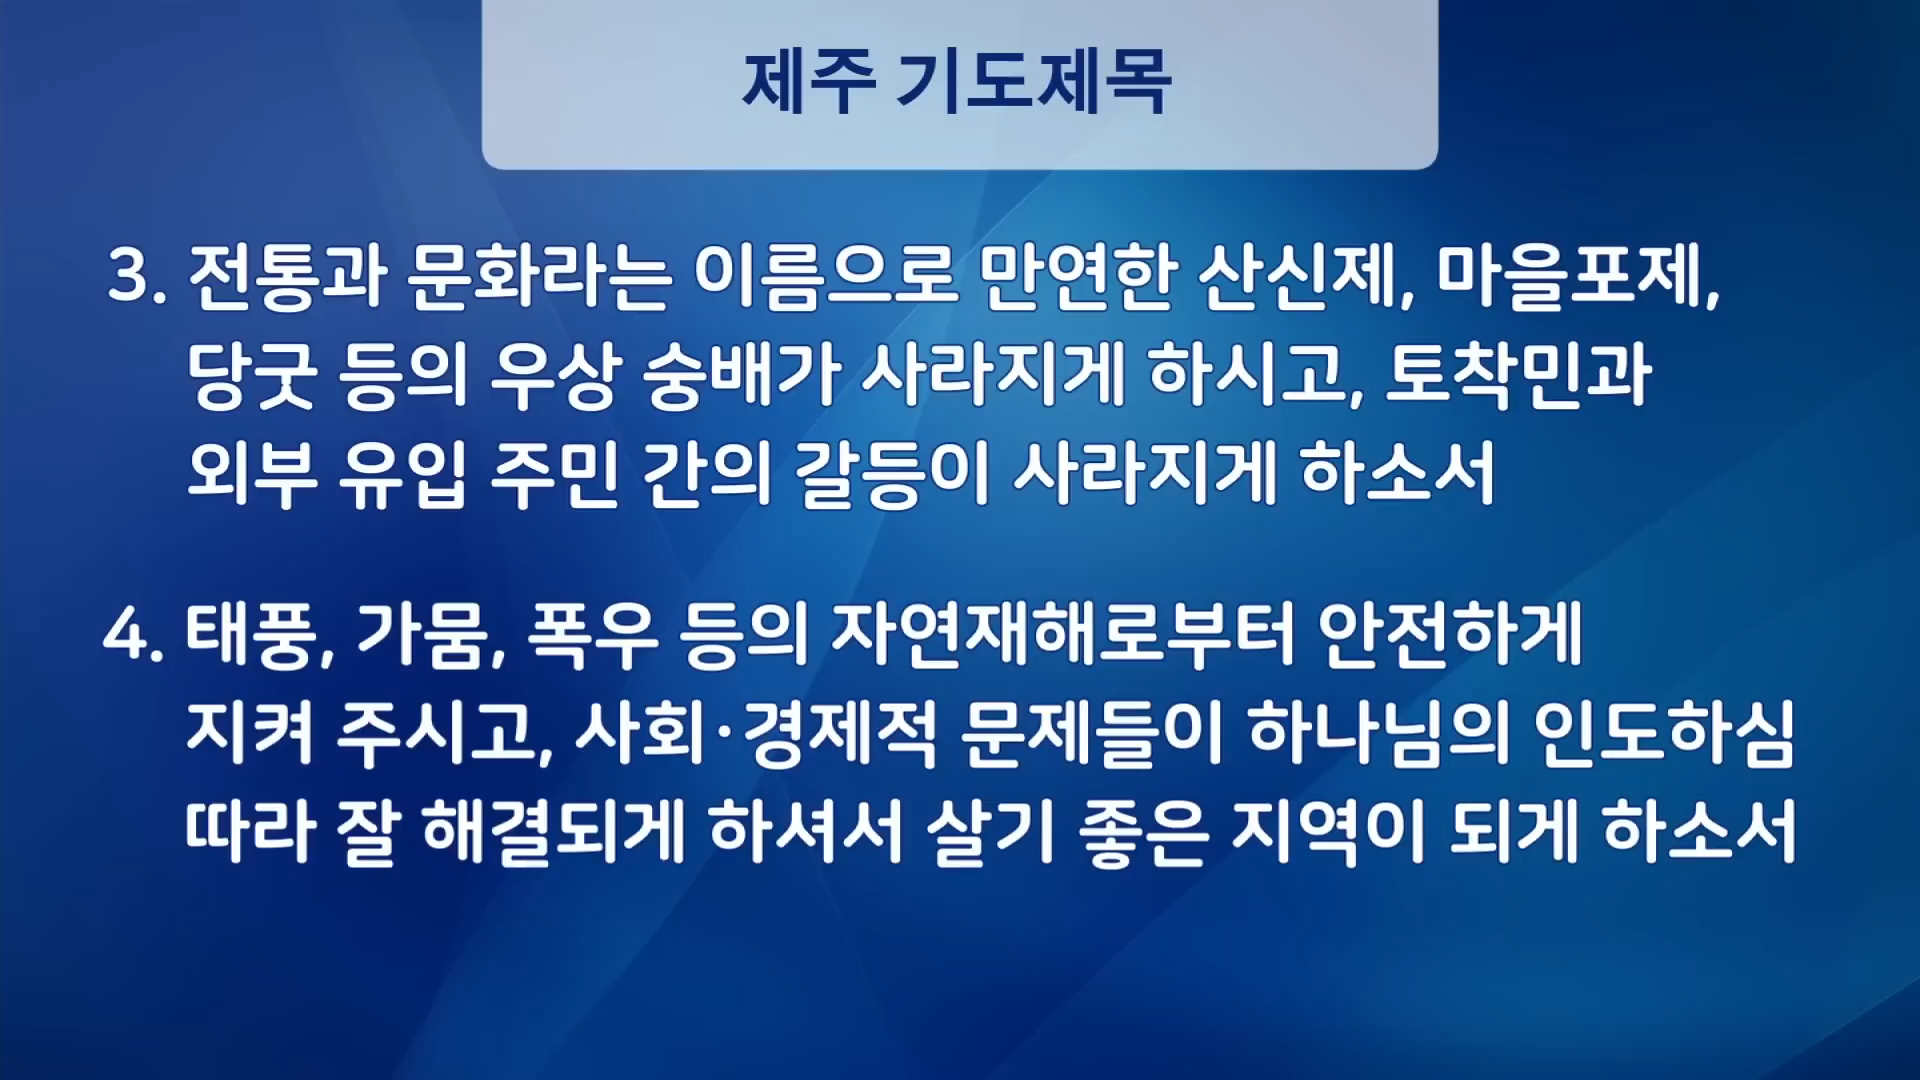 제주 기도제목
3. 전통과 문화라는 이름으로 만연한 산신제, 마을포제,
당굿 등의 우상 숭배가 사라지게 하시고, 토착민과
외부 유입 주민 간의 갈등이 사라지게 하소서
4. 태풍, 가뭄, 폭우 등의 자연재해로부터 안전하게
지켜 주시고, 사회·경제적 문제들이 하나님의 인도하심
따라 잘 해결되게 하셔서 살기 좋은 지역이 되게 하소서